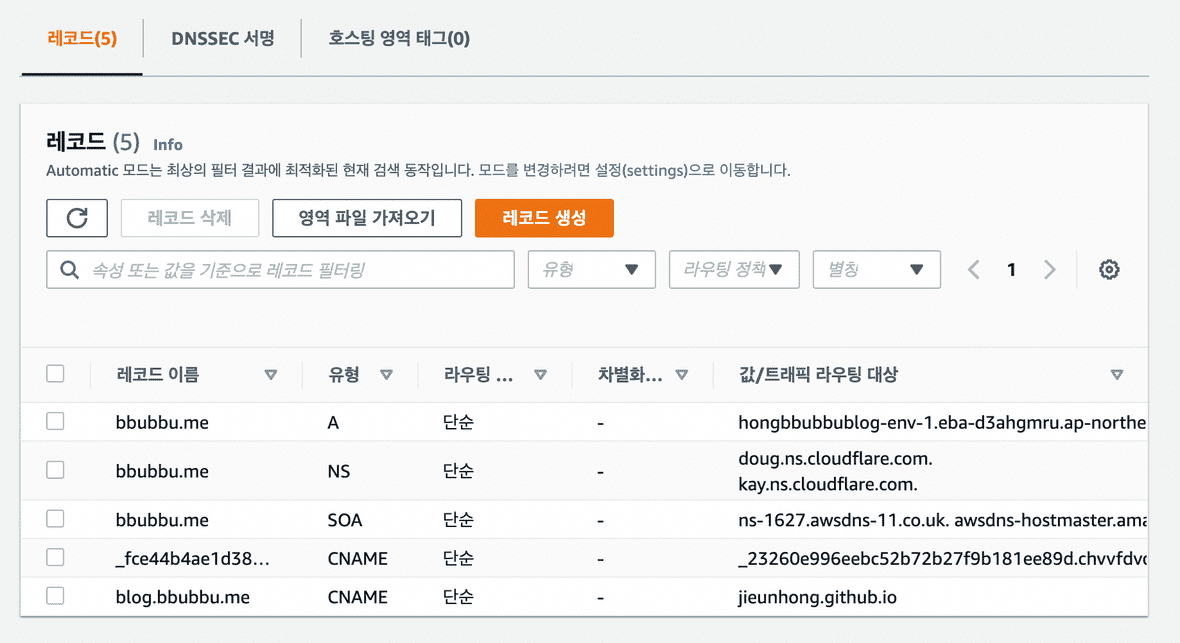 레코드(5) DNSSEC 서명 호스팅 영역 태그(0)
레코드 (5) Info
Automatic 모드는 최상의 필터 결과에 최적화된 현재 검색 동작입니다. 모드를 변경하려면 설정(settings)으로 이동합니다.
레코드 삭제 영역 파일 가져오기 레코드 생성
속성 또는 값을 기준으로 레코드 필터링 유형 라우팅 정책 별칭 1
레코드 이름 유형 라우팅 ... 차별화... 값/트래픽 라우팅 대상
bbubbu.me A 단순 - hongbbubbublog-env-1.eba-d3ahgmru.ap-northe
bbubbu.me NS 단순 - doug.ns.cloudflare.com.
kay.ns.cloudflare.com.
bbubbu.me SOA 단순 - ns-1627.awsdns-11.co.uk. awsdns-hostmaster.ama
_fce44b4ae1d38... CNAME 단순 - _23260e996eebc52b72b27f9b181ee89d.chvvfdvc
blog.bbubbu.me CNAME 단순 - jieunhong.github.io